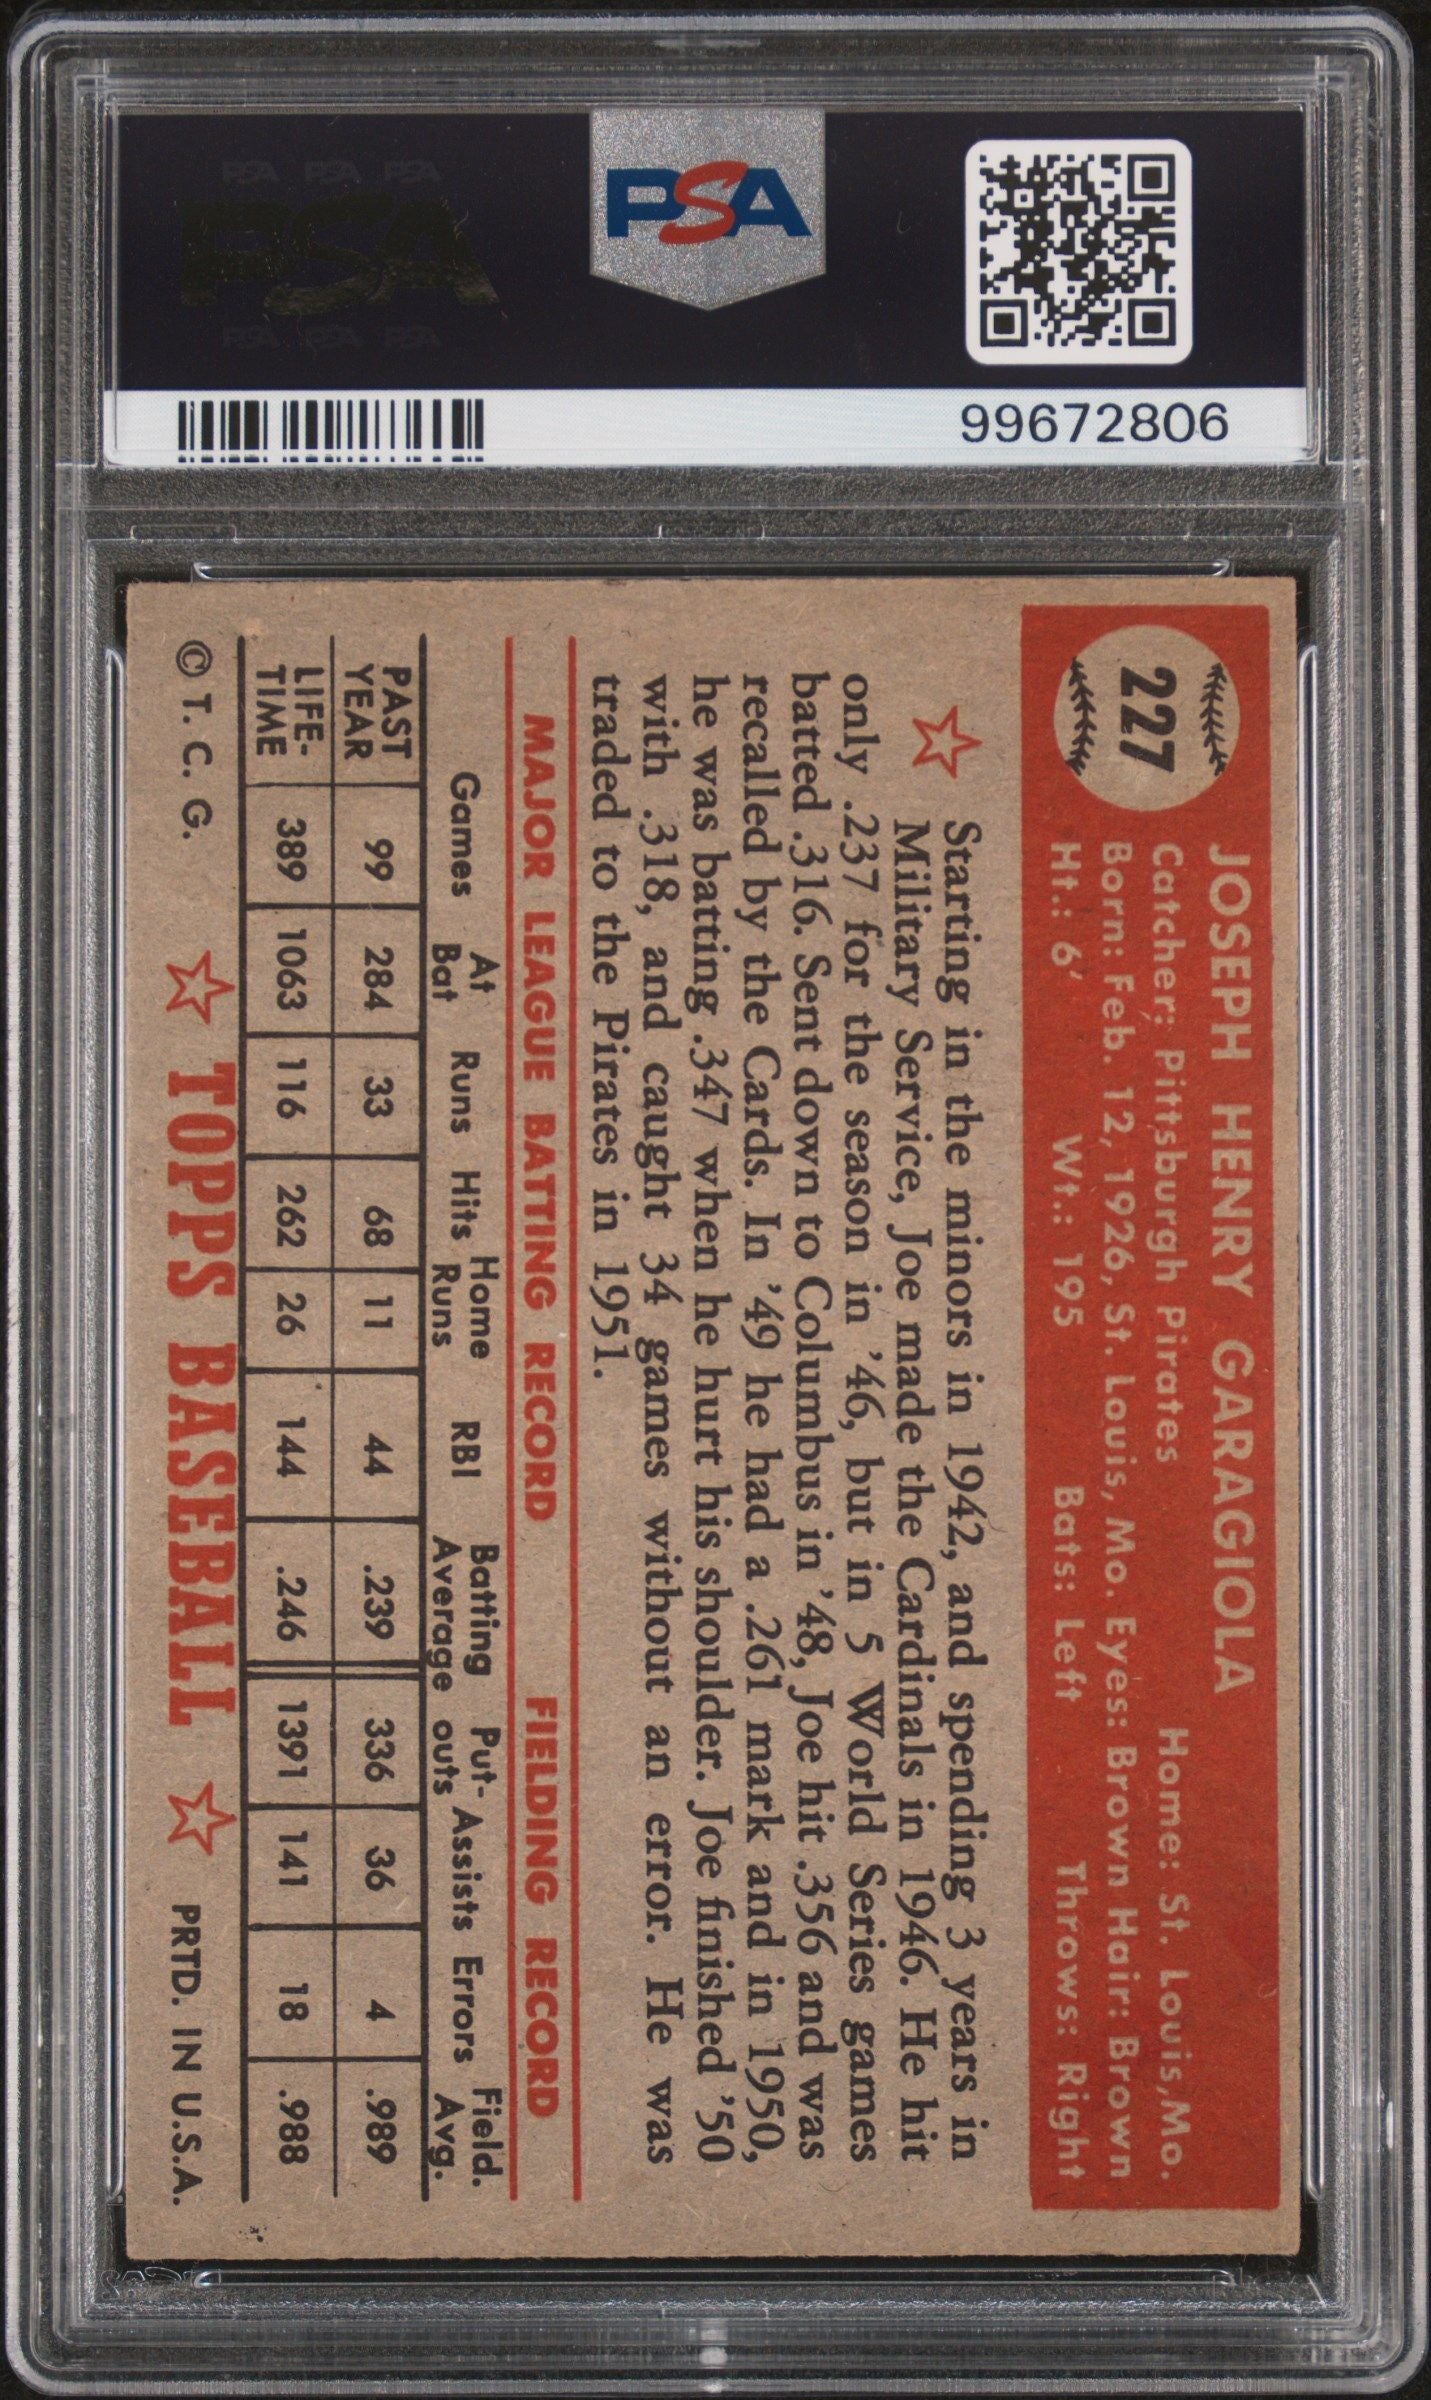 PSA PSA PSA
PSA
PSA PSA PSA
PSA
99672806
227
JOSEPH HENRY GARAGIOLA
Catcher: Pittsburgh Pirates Home: St. Louis, Mo.
Born: Feb. 12, 1926, St. Louis, Mo. Eyes: Brown Hair: Brown
Ht.: 6' Wt.: 195 Bats: Left Throws: Right
Starting in the minors in 1942, and spending 3 years in
Military Service, Joe made the Cardinals in 1946. He hit
only .237 for the season in '46, but in 5 World Series games
batted .316. Sent down to Columbus in '48, Joe hit .356 and was
recalled by the Cards. In '49 he had a .261 mark and in 1950,
he was batting .347 when he hurt his shoulder. Joe finished '50
with .318, and caught 34 games without an error. He was
traded to the Pirates in 1951.
MAJOR LEAGUE BATTING RECORD FIELDING RECORD
Games At Bat Runs Hits Home Runs RBI Batting Average Put-outs Assists Errors Field. Avg.
PAST YEAR 99 284 33 68 11 44 .239 336 36 4 .989
LIFE-TIME 389 1063 116 262 26 144 .246 1391 141 18 .988
© T. C. G. TOPPS BASEBALL PRTD. IN U.S.A.